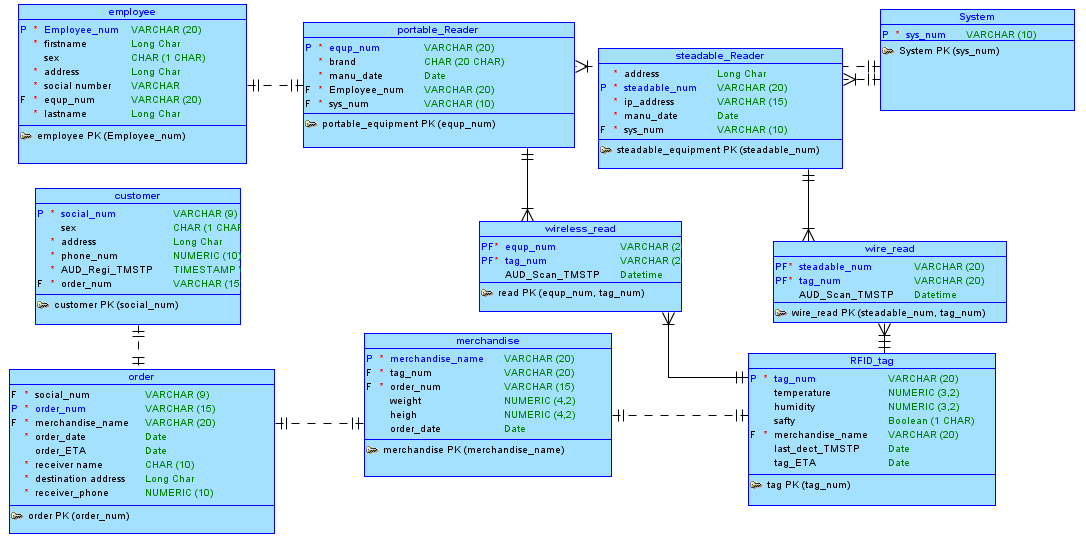 employee
P * Employee_num VARCHAR (20)
* firstname Long Char
sex CHAR (1 CHAR)
* address Long Char
* social number VARCHAR
F * equp_num VARCHAR (20)
* lastname Long Char
employee PK (Employee_num)
portable_Reader
P * equp_num VARCHAR (20)
* brand CHAR (20 CHAR)
* manu_date Date
F * Employee_num VARCHAR (20)
F * sys_num VARCHAR (10)
portable_equipment PK (equp_num)
steadable_Reader
* address Long Char
P * steadable_num VARCHAR (20)
* ip_address VARCHAR (15)
* manu_date Date
F * sys_num VARCHAR (10)
steadable_equipment PK (steadable_num)
System
P * sys_num VARCHAR (10)
System PK (sys_num)
customer
P * social_num VARCHAR (9)
sex CHAR (1 CHAR
* address Long Char
* phone_num NUMERIC (10)
* AUD_Regi_TMSTP TIMESTAMP
F * order_num VARCHAR (15
customer PK (social_num)
wireless_read
PF* equp_num VARCHAR (2
PF* tag_num VARCHAR (2
AUD_Scan_TMSTP Datetime
read PK (equp_num, tag_num)
wire_read
PF* steadable_num VARCHAR (20)
PF* tag_num VARCHAR (20)
AUD_Scan_TMSTP Datetime
wire_read PK (steadable_num, tag_num)
order
F * social_num VARCHAR (9)
P * order_num VARCHAR (15)
F * merchandise_name VARCHAR (20)
* order_date Date
order_ETA Date
* receiver name CHAR (10)
* destination address Long Char
* receiver_phone NUMERIC (10)
order PK (order_num)
merchandise
P * merchandise_name VARCHAR (20)
F * tag_num VARCHAR (20)
F * order_num VARCHAR (15)
weight NUMERIC (4,2)
heigh NUMERIC (4,2)
order_date Date
merchandise PK (merchandise_name)
RFID_tag
P * tag_num VARCHAR (20)
temperature NUMERIC (3,2)
humidity NUMERIC (3,2)
safty Boolean (1 CHAR)
F * merchandise_name VARCHAR (20)
last_dect_TMSTP Date
tag_ETA Date
tag PK (tag_num)